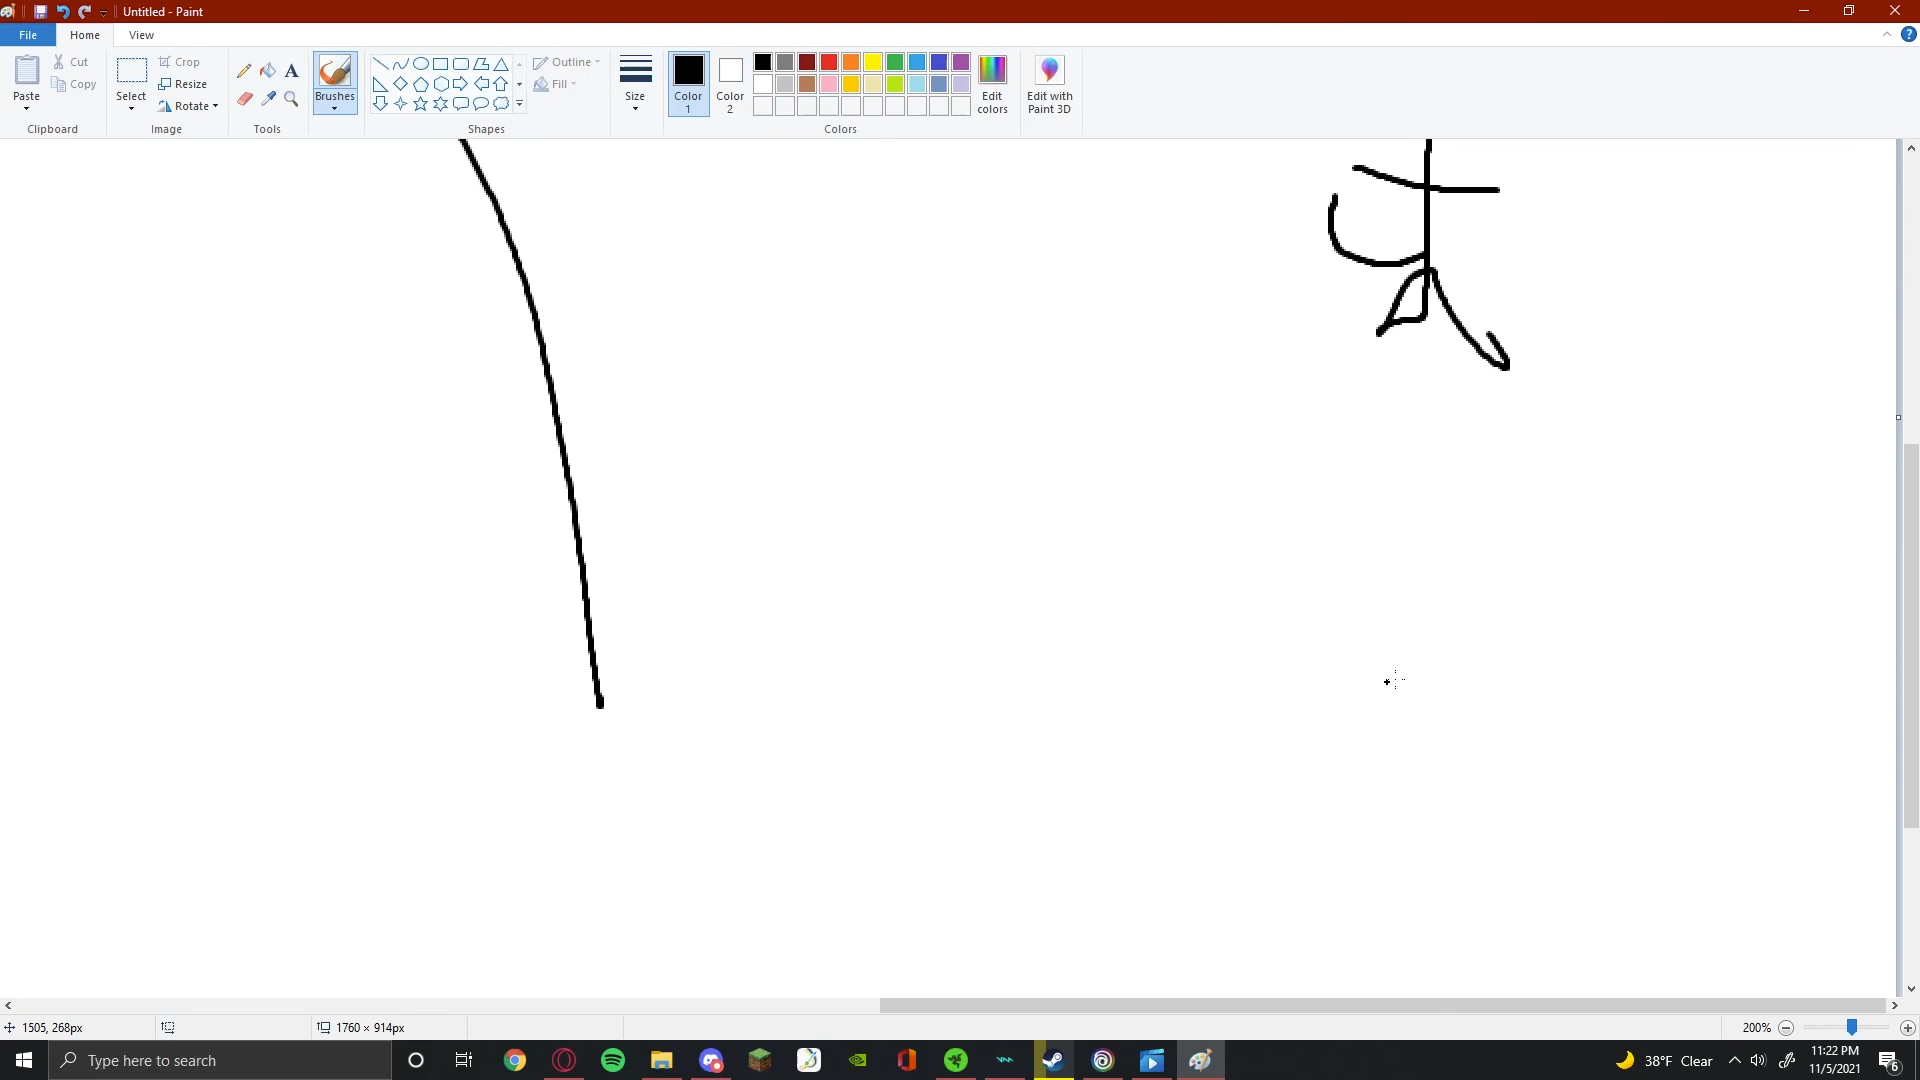 Untitled - Paint
File Home View
Paste
Cut
Copy
Clipboard
Select
Crop
Resize
Rotate
Image
A
Tools
Brushes
Outline
Fill
Shapes
Size
Color 1
Color 2
Edit colors
Colors
Edit with Paint 3D
?
1505, 268px
1760 × 914px
200%
Type here to search
38°F Clear
11:22 PM
11/5/2021
6